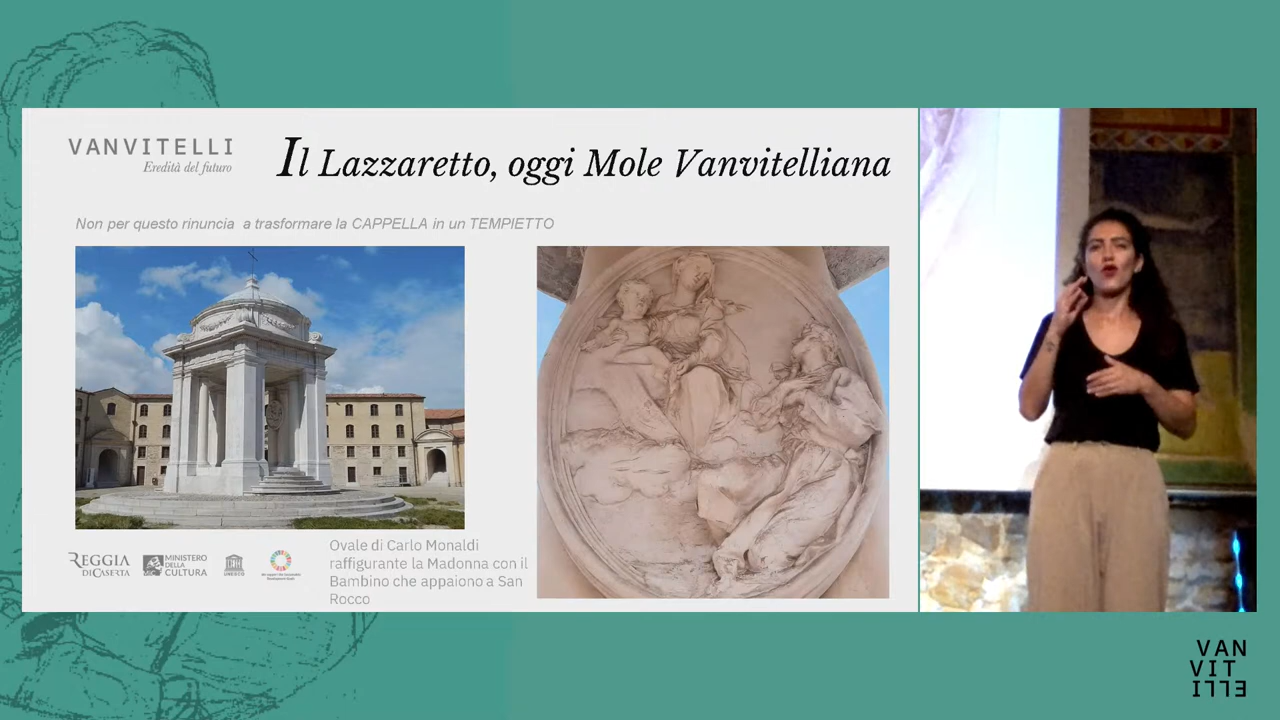 VANVITELLI
Eredità del futuro
Il Lazzaretto, oggi Mole Vanvitelliana
Non per questo rinuncia a trasformare la CAPPELLA in un TEMPIETTO
REGGIA
DI CASERTA
MINISTERO
DELLA
CULTURA
UNESCO
Ovale di Carlo Monaldi
raffigurante la Madonna con il
Bambino che appaiono a San
Rocco
VAN
VIT
ELLI